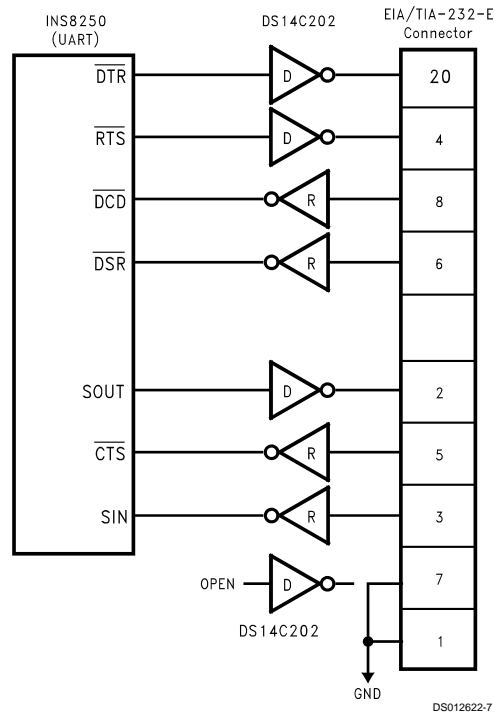 INS8250
(UART)
DS14C202
EIA/TIA-232-E
Connector
DTR
D
20
RTS
D
4
DCD
R
8
DSR
R
6
SOUT
D
2
CTS
R
5
SIN
R
3
OPEN
D
7
DS14C202
1
GND
DS012622-7